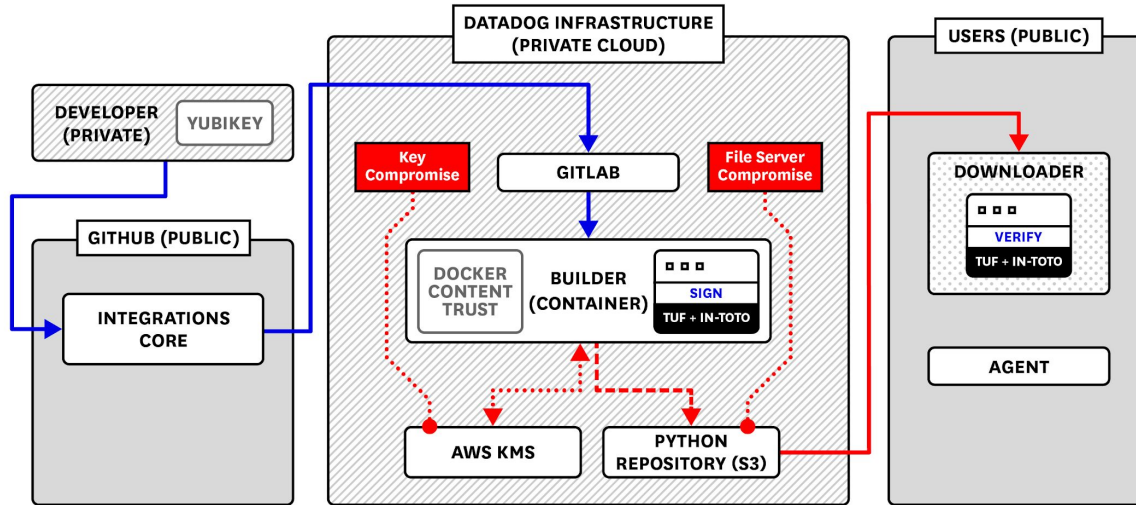 DATADOG INFRASTRUCTURE
(PRIVATE CLOUD)
USERS (PUBLIC)
DEVELOPER
(PRIVATE)
YUBIKEY
Key
Compromise
GITLAB
File Server
Compromise
DOWNLOADER
VERIFY
TUF + IN-TOTO
GITHUB (PUBLIC)
INTEGRATIONS
CORE
DOCKER
CONTENT
TRUST
BUILDER
(CONTAINER)
SIGN
TUF + IN-TOTO
AGENT
AWS KMS
PYTHON
REPOSITORY (S3)